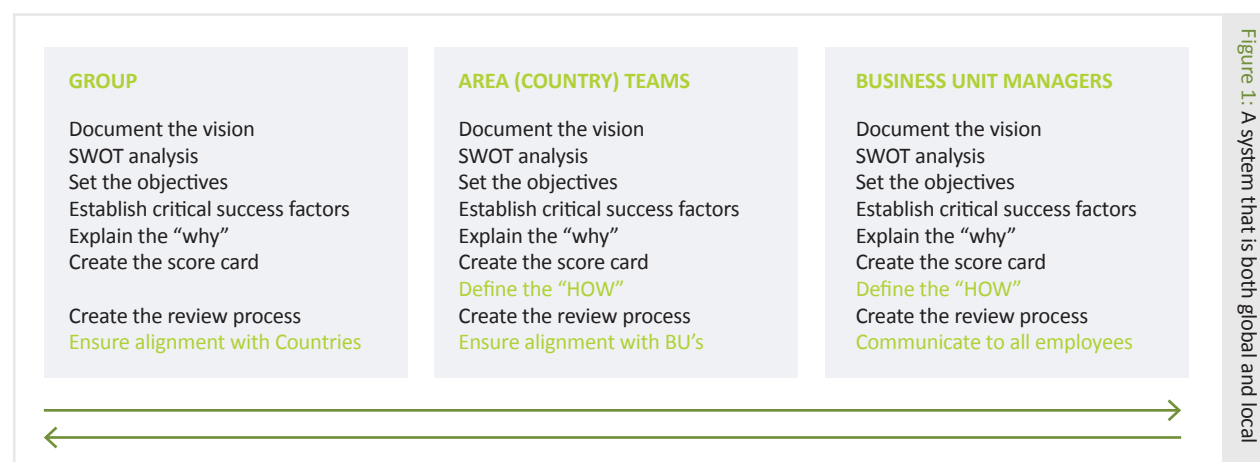 GROUP
Document the vision
SWOT analysis
Set the objectives
Establish critical success factors
Explain the “why”
Create the score card
Create the review process
Ensure alignment with Countries
AREA (COUNTRY) TEAMS
Document the vision
SWOT analysis
Set the objectives
Establish critical success factors
Explain the “why”
Create the score card
Define the “HOW”
Create the review process
Ensure alignment with BU’s
BUSINESS UNIT MANAGERS
Document the vision
SWOT analysis
Set the objectives
Establish critical success factors
Explain the “why”
Create the score card
Define the “HOW”
Create the review process
Communicate to all employees
Figure 1: A system that is both global and local